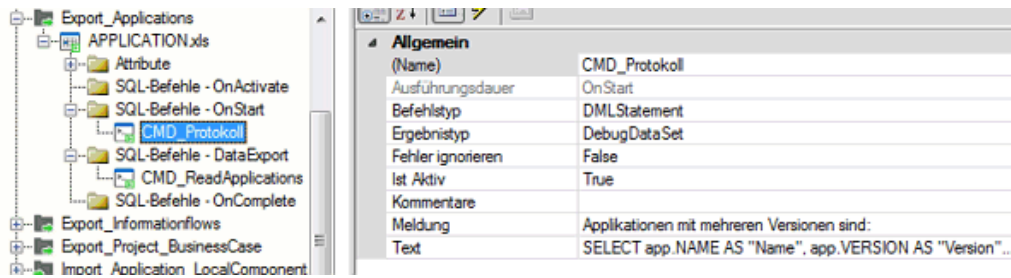 Export_Applications
APPLICATION.xls
Attribute
SQL-Befehle - OnActivate
SQL-Befehle - OnStart
CMD_Protokoll
SQL-Befehle - DataExport
CMD_ReadApplications
SQL-Befehle - OnComplete
Export_Informationflows
Export_Project_BusinessCase
Import_Application_LocalComponent
Allgemein
(Name) CMD_Protokoll
Ausführungsdauer OnStart
Befehlstyp DMLStatement
Ergebnistyp DebugDataSet
Fehler ignorieren False
Ist Aktiv True
Kommentare
Meldung Applikationen mit mehreren Versionen sind:
Text SELECT app.NAME AS "Name", app.VERSION AS "Version"...